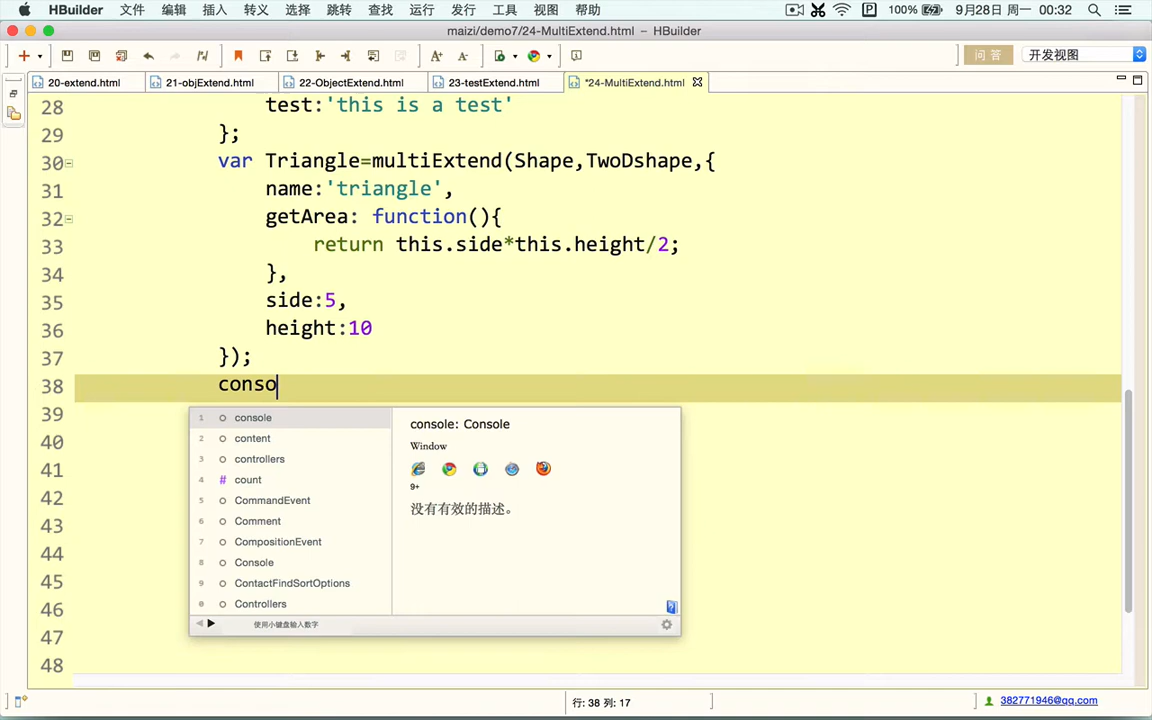 HBuilder 文件 编辑 插入 转义 选择 跳转 查找 运行 发行 工具 视图 帮助 100% 9月28日 周一 00:32
maizi/demo7/24-MultiExtend.html – HBuilder
问 答 开发视图
20-extend.html 21-objExtend.html 22-ObjectExtend.html 23-testExtend.html *24-MultiExtend.html
28 test:'this is a test'
29 };
30 var Triangle=multiExtend(Shape,TwoDshape,{
31 name:'triangle',
32 getArea: function(){
33 return this.side*this.height/2;
34 },
35 side:5,
36 height:10
37 });
38 conso
39
40
41
42
43
44
45
46
47
48
1 console
2 content
3 controllers
4 # count
5 CommandEvent
6 Comment
7 CompositionEvent
8 Console
9 ContactFindSortOptions
0 Controllers
使用小键盘输入数字
console: Console
Window
9+
没有有效的描述。
行: 38 列: 17
382771946@qq.com